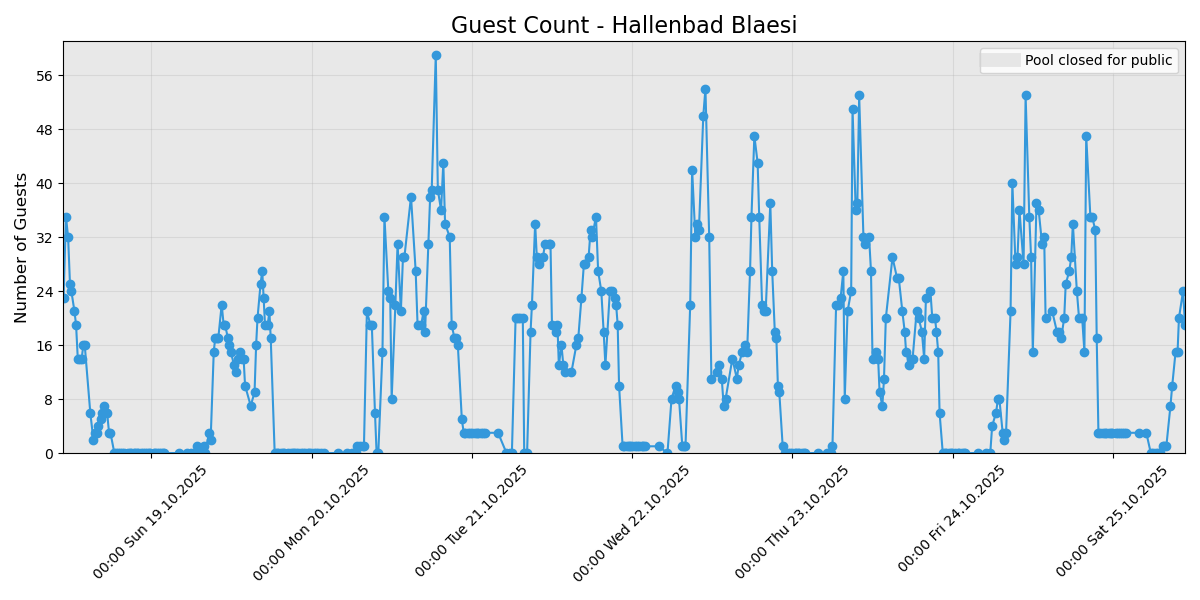 Guest Count - Hallenbad Blaesi
Pool closed for public
Number of Guests
56
48
40
32
24
16
8
0
00:00 Sun 19.10.2025
00:00 Mon 20.10.2025
00:00 Tue 21.10.2025
00:00 Wed 22.10.2025
00:00 Thu 23.10.2025
00:00 Fri 24.10.2025
00:00 Sat 25.10.2025